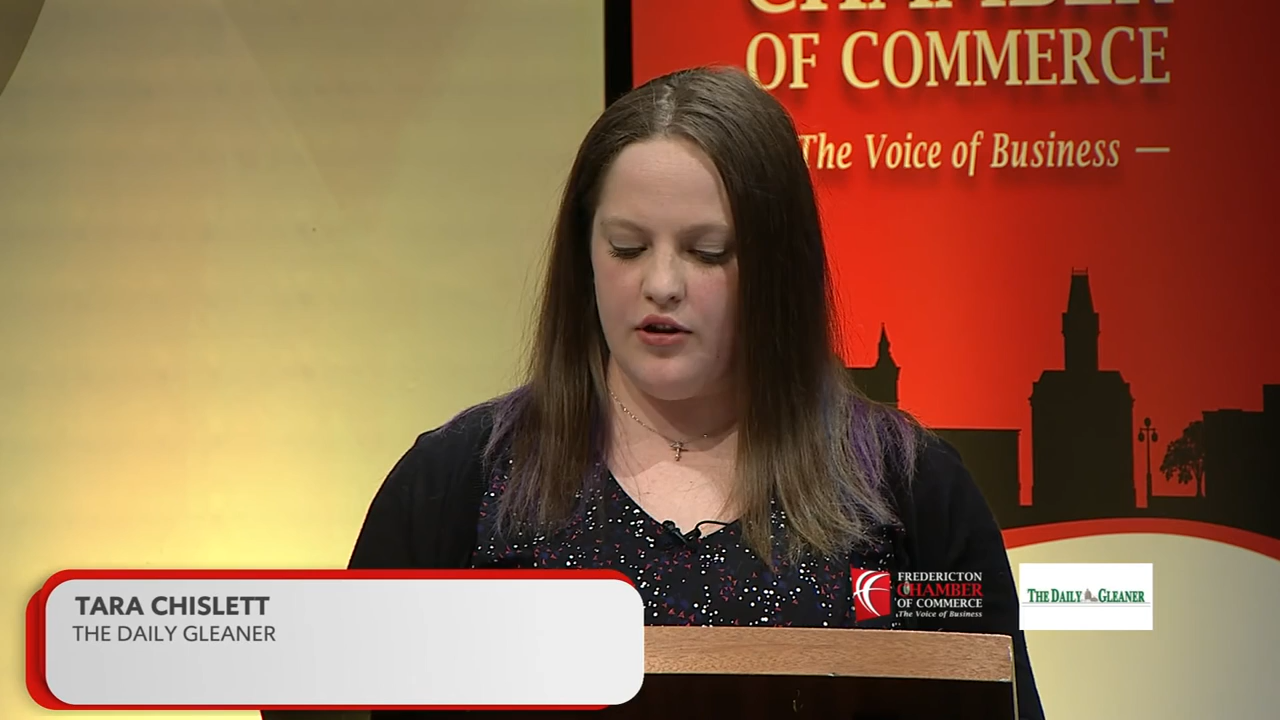 CHAMBER
OF COMMERCE
The Voice of Business —
TARA CHISLETT
THE DAILY GLEANER
FREDERICTON
CHAMBER
OF COMMERCE
The Voice of Business
THE DAILY GLEANER